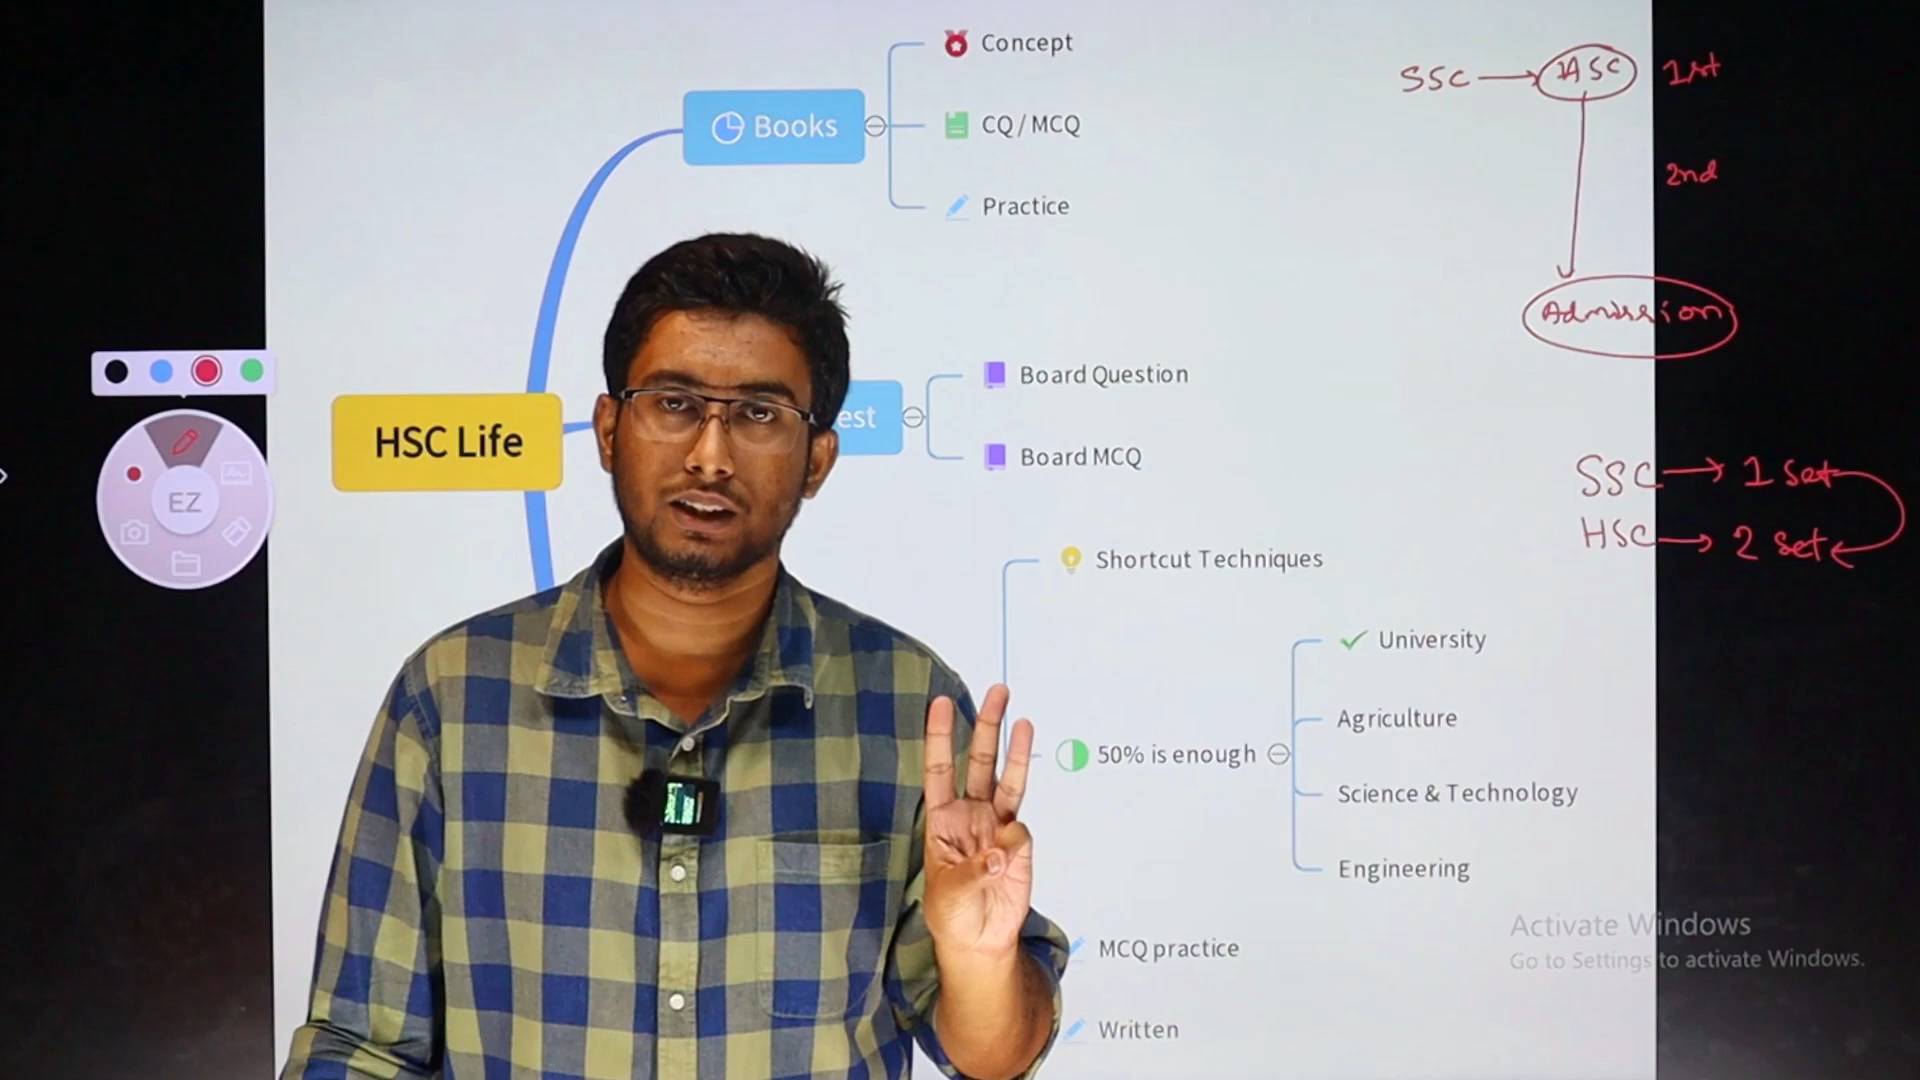 Concept
Books
CQ / MCQ
Practice
SSC → HSC 1st
2nd
Admission
HSC Life
est
Board Question
Board MCQ
SSC → 1 Set
HSC → 2 Set
EZ
Shortcut Techniques
50% is enough
University
Agriculture
Science & Technology
Engineering
MCQ practice
Written
Activate Windows
Go to Settings to activate Windows.